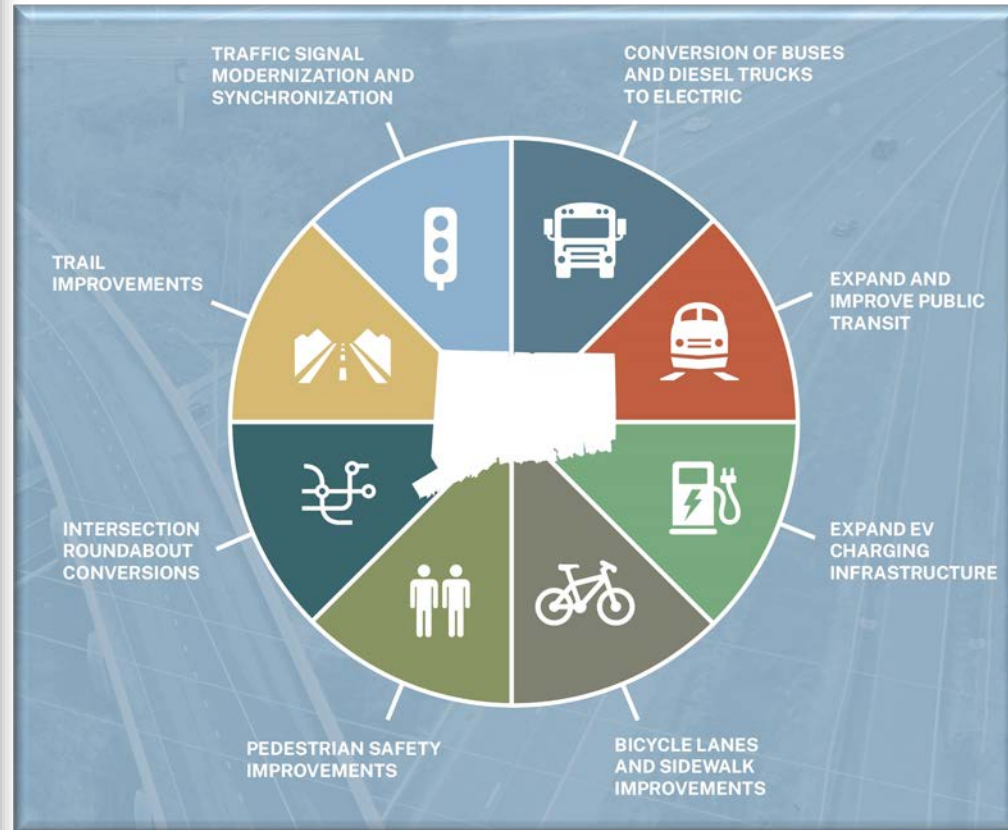 TRAFFIC SIGNAL
MODERNIZATION AND
SYNCHRONIZATION
CONVERSION OF BUSES
AND DIESEL TRUCKS
TO ELECTRIC
TRAIL
IMPROVEMENTS
EXPAND AND
IMPROVE PUBLIC
TRANSIT
INTERSECTION
ROUNDABOUT
CONVERSIONS
EXPAND EV
CHARGING
INFRASTRUCTURE
PEDESTRIAN SAFETY
IMPROVEMENTS
BICYCLE LANES
AND SIDEWALK
IMPROVEMENTS